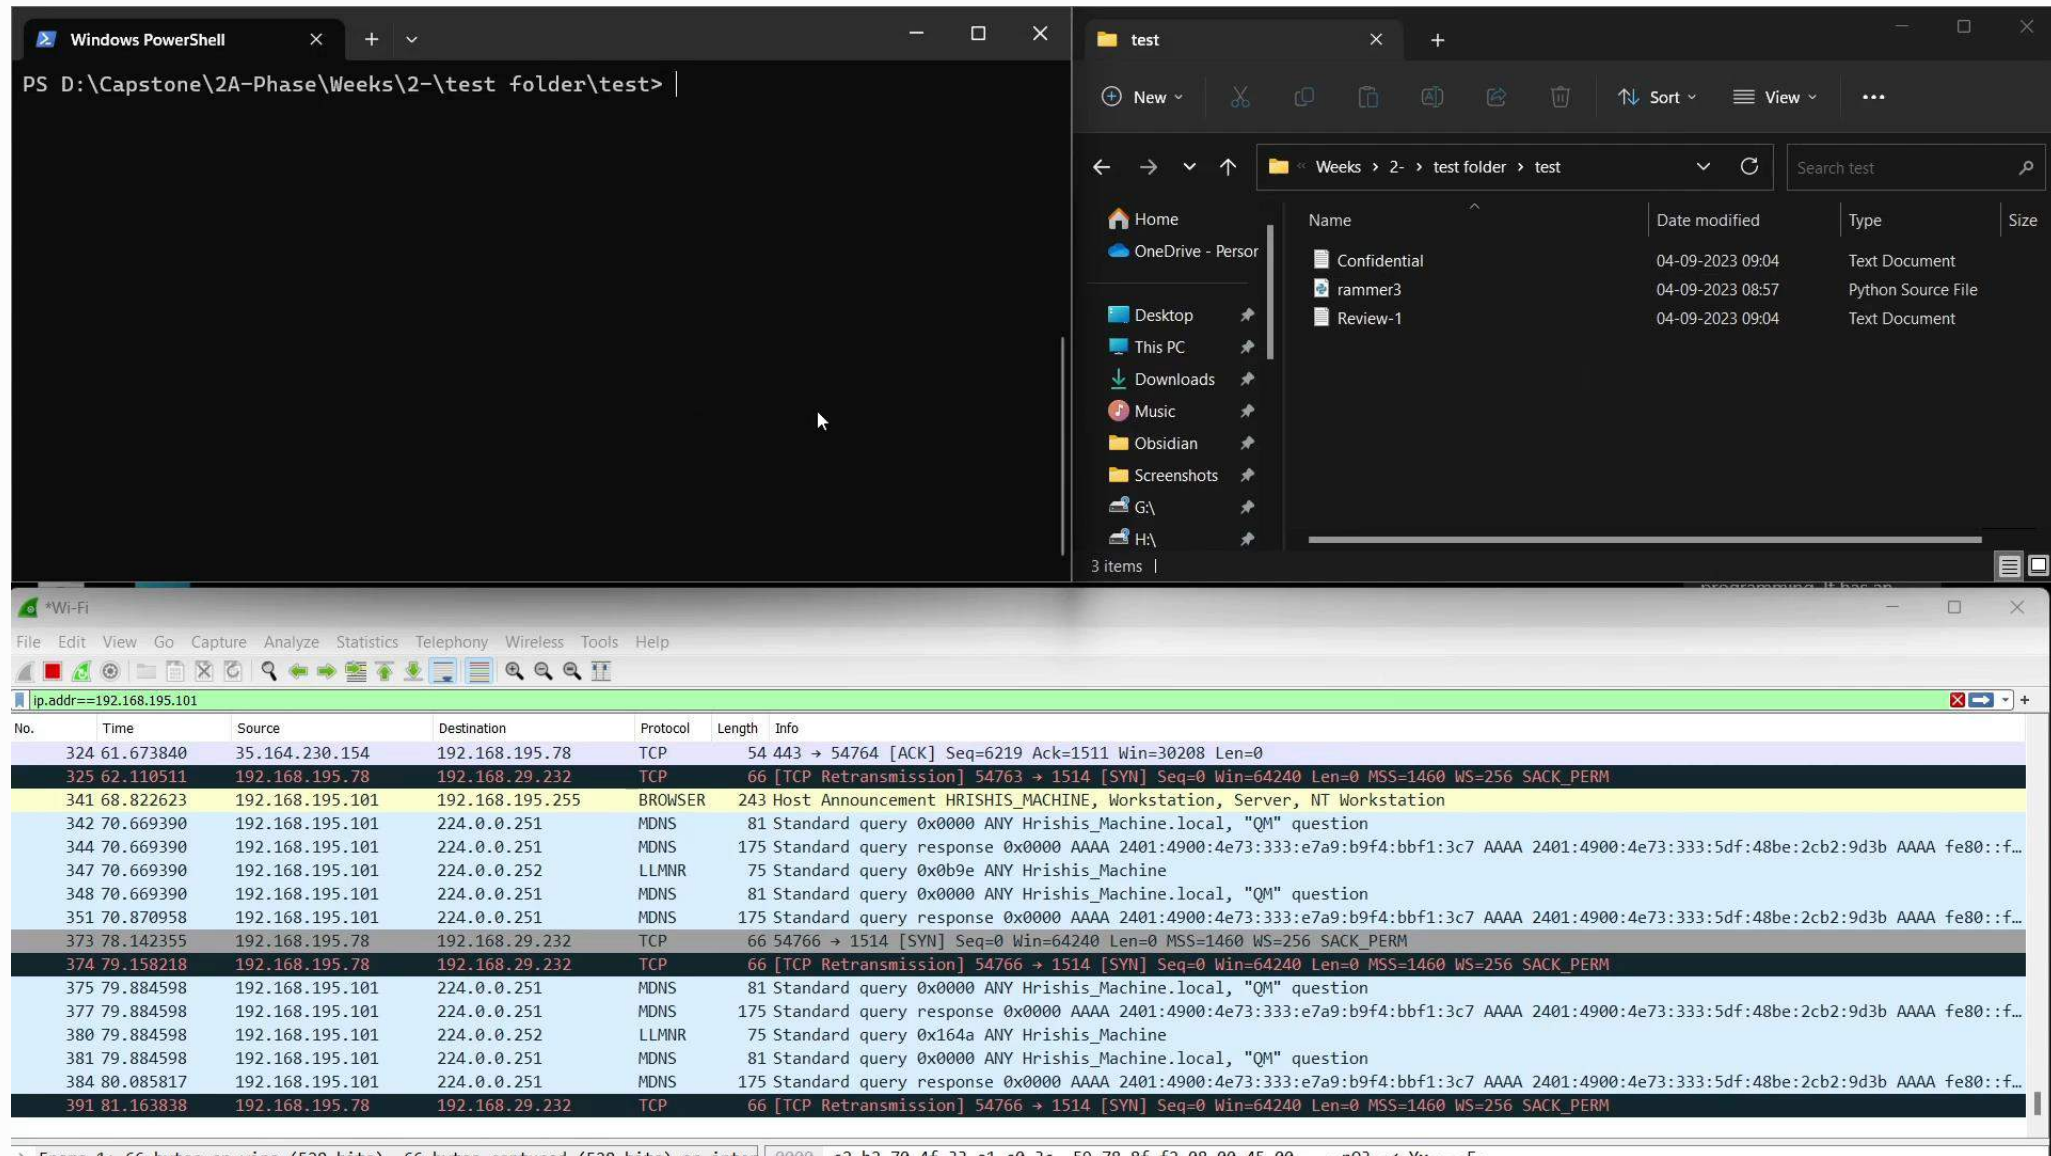 Windows PowerShell
PS D:\Capstone\2A-Phase\Weeks\2-\test folder\test>
test
New
Sort
View
Weeks > 2- > test folder > test
Search test
Home
OneDrive - Persor
Desktop
This PC
Downloads
Music
Obsidian
Screenshots
G:\
H:\
Name Date modified Type Size
Confidential 04-09-2023 09:04 Text Document
rammer3 04-09-2023 08:57 Python Source File
Review-1 04-09-2023 09:04 Text Document
3 items
*Wi-Fi
File Edit View Go Capture Analyze Statistics Telephony Wireless Tools Help
ip.addr==192.168.195.101
No. Time Source Destination Protocol Length Info
324 61.673840 35.164.230.154 192.168.195.78 TCP 54 443 → 54764 [ACK] Seq=6219 Ack=1511 Win=30208 Len=0
325 62.110511 192.168.195.78 192.168.29.232 TCP 66 [TCP Retransmission] 54763 → 1514 [SYN] Seq=0 Win=64240 Len=0 MSS=1460 WS=256 SACK_PERM
341 68.822623 192.168.195.101 192.168.195.255 BROWSER 243 Host Announcement HRISHIS_MACHINE, Workstation, Server, NT Workstation
342 70.669390 192.168.195.101 224.0.0.251 MDNS 81 Standard query 0x0000 ANY Hrishis_Machine.local, "QM" question
344 70.669390 192.168.195.101 224.0.0.251 MDNS 175 Standard query response 0x0000 AAAA 2401:4900:4e73:333:e7a9:b9f4:bbf1:3c7 AAAA 2401:4900:4e73:333:5df:48be:2cb2:9d3b AAAA fe80::f…
347 70.669390 192.168.195.101 224.0.0.252 LLMNR 75 Standard query 0x0b9e ANY Hrishis_Machine
348 70.669390 192.168.195.101 224.0.0.251 MDNS 81 Standard query 0x0000 ANY Hrishis_Machine.local, "QM" question
351 70.870958 192.168.195.101 224.0.0.251 MDNS 175 Standard query response 0x0000 AAAA 2401:4900:4e73:333:e7a9:b9f4:bbf1:3c7 AAAA 2401:4900:4e73:333:5df:48be:2cb2:9d3b AAAA fe80::f…
373 78.142355 192.168.195.78 192.168.29.232 TCP 66 54766 → 1514 [SYN] Seq=0 Win=64240 Len=0 MSS=1460 WS=256 SACK_PERM
374 79.158218 192.168.195.78 192.168.29.232 TCP 66 [TCP Retransmission] 54766 → 1514 [SYN] Seq=0 Win=64240 Len=0 MSS=1460 WS=256 SACK_PERM
375 79.884598 192.168.195.101 224.0.0.251 MDNS 81 Standard query 0x0000 ANY Hrishis_Machine.local, "QM" question
377 79.884598 192.168.195.101 224.0.0.251 MDNS 175 Standard query response 0x0000 AAAA 2401:4900:4e73:333:e7a9:b9f4:bbf1:3c7 AAAA 2401:4900:4e73:333:5df:48be:2cb2:9d3b AAAA fe80::f…
380 79.884598 192.168.195.101 224.0.0.252 LLMNR 75 Standard query 0x164a ANY Hrishis_Machine
381 79.884598 192.168.195.101 224.0.0.251 MDNS 81 Standard query 0x0000 ANY Hrishis_Machine.local, "QM" question
384 80.085817 192.168.195.101 224.0.0.251 MDNS 175 Standard query response 0x0000 AAAA 2401:4900:4e73:333:e7a9:b9f4:bbf1:3c7 AAAA 2401:4900:4e73:333:5df:48be:2cb2:9d3b AAAA fe80::f…
391 81.163838 192.168.195.78 192.168.29.232 TCP 66 [TCP Retransmission] 54766 → 1514 [SYN] Seq=0 Win=64240 Len=0 MSS=1460 WS=256 SACK_PERM